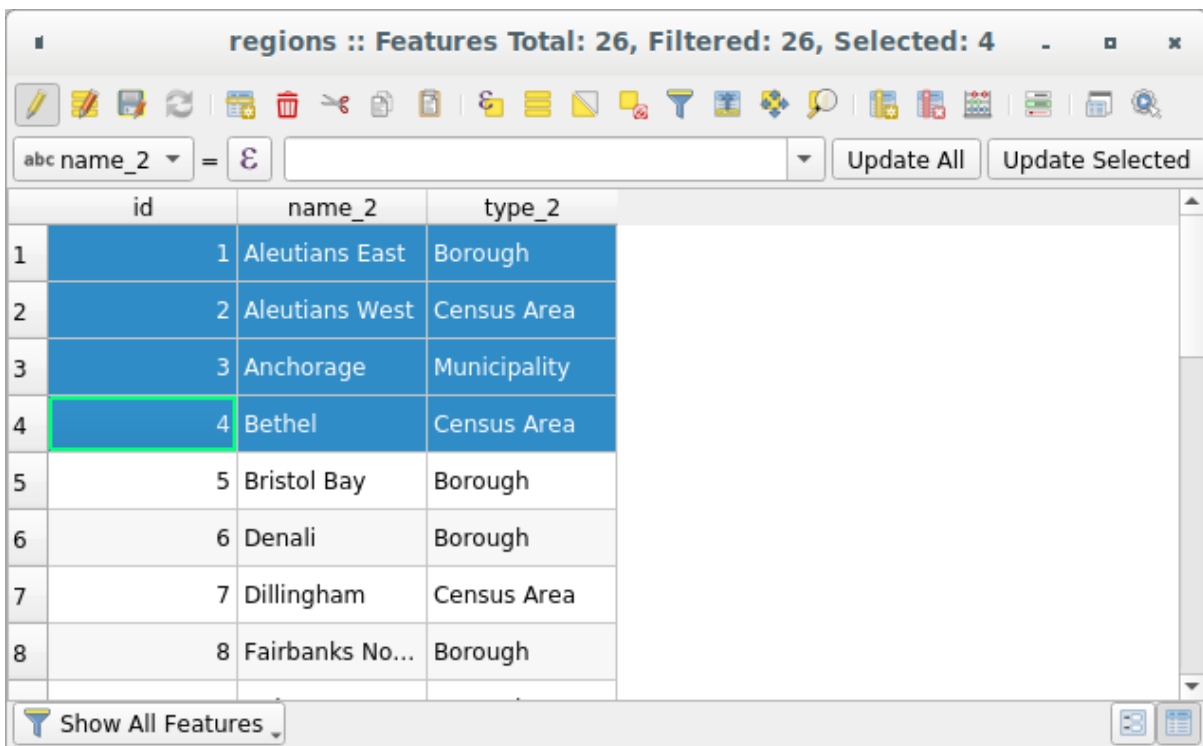 regions :: Features Total: 26, Filtered: 26, Selected: 4
abc name_2 = ε Update All Update Selected
id name_2 type_2
1 1 Aleutians East Borough
2 2 Aleutians West Census Area
3 3 Anchorage Municipality
4 4 Bethel Census Area
5 5 Bristol Bay Borough
6 6 Denali Borough
7 7 Dillingham Census Area
8 8 Fairbanks No... Borough
Show All Features